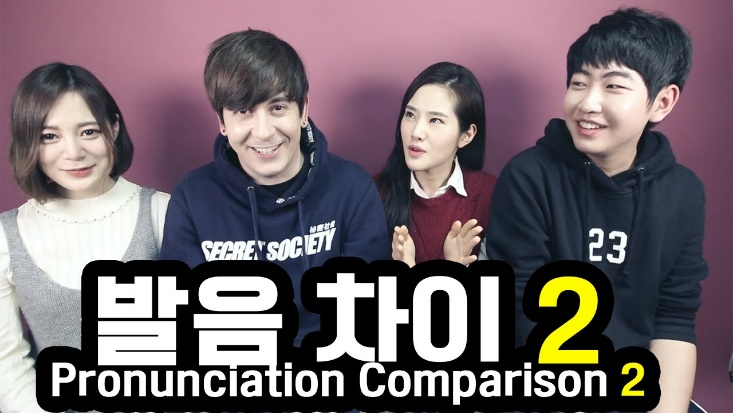 SECRET SOCIETY
23
발음 차이 2
Pronunciation Comparison 2